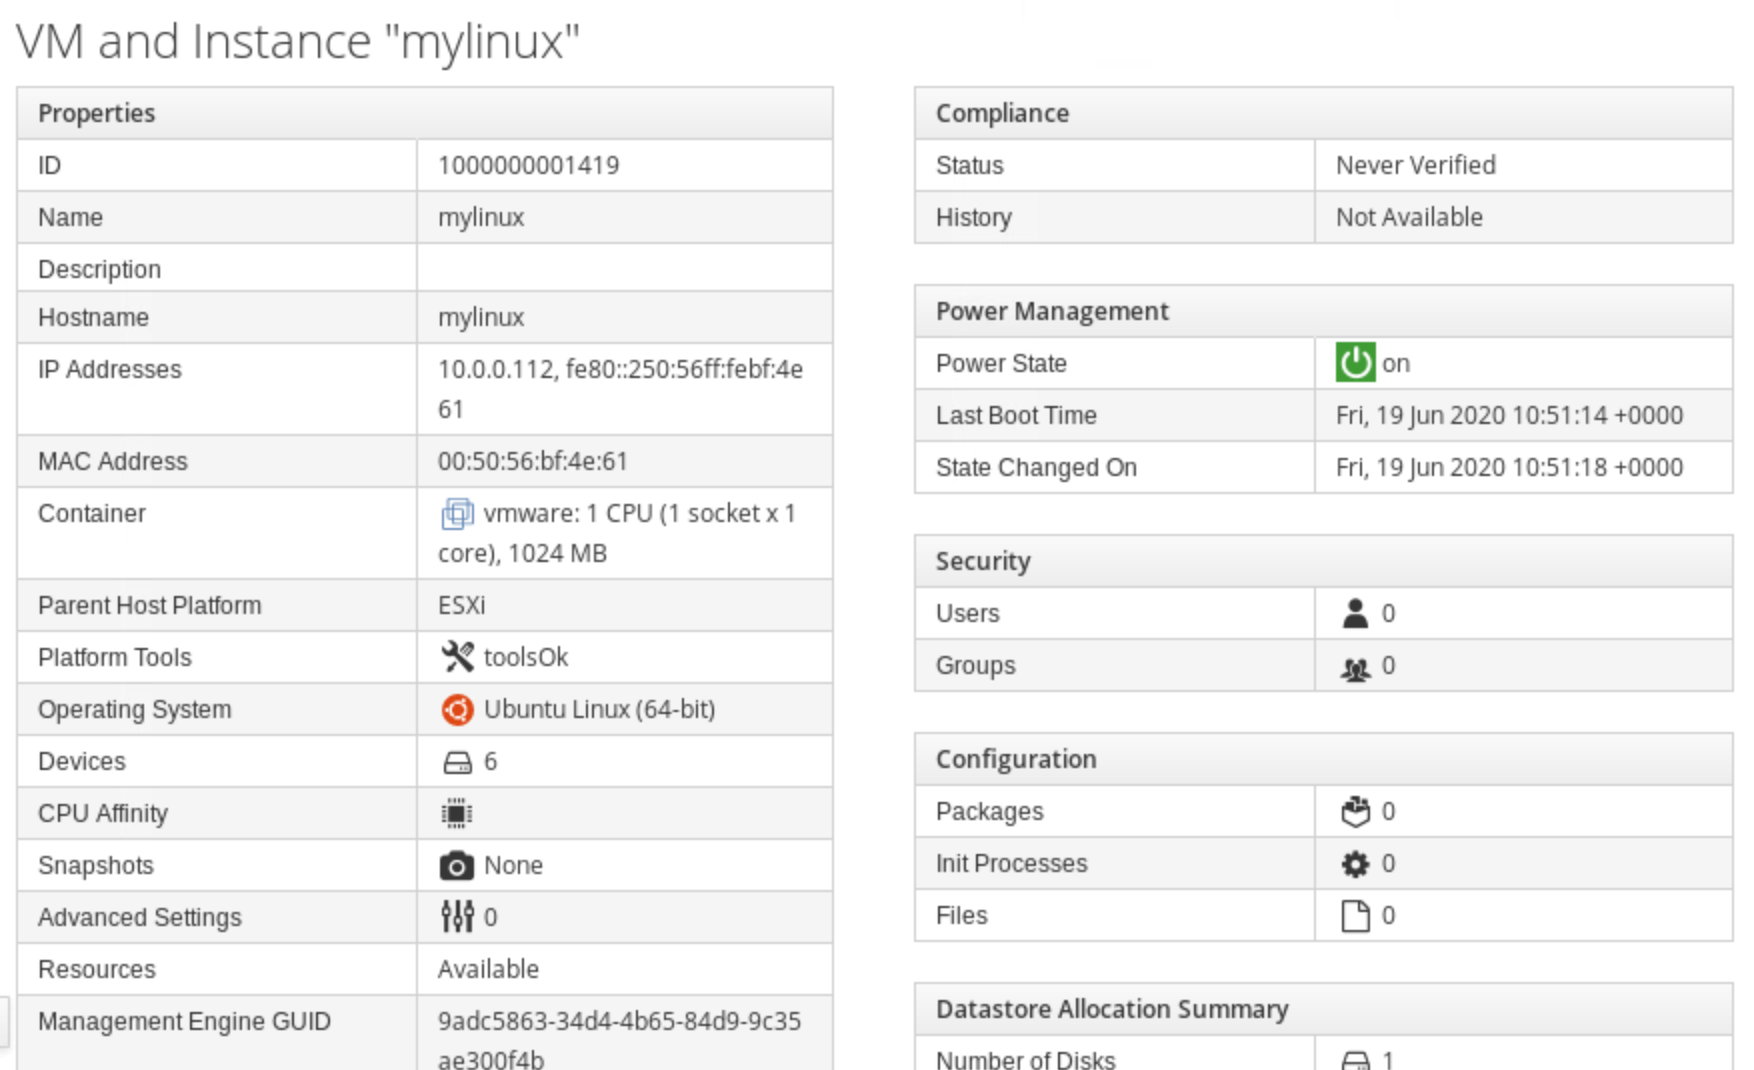 VM and Instance "mylinux"
Properties
ID 1000000001419
Name mylinux
Description
Hostname mylinux
IP Addresses 10.0.0.112, fe80::250:56ff:febf:4e
61
MAC Address 00:50:56:bf:4e:61
Container vmware: 1 CPU (1 socket x 1
core), 1024 MB
Parent Host Platform ESXi
Platform Tools toolsOk
Operating System Ubuntu Linux (64-bit)
Devices 6
CPU Affinity
Snapshots None
Advanced Settings 0
Resources Available
Management Engine GUID 9adc5863-34d4-4b65-84d9-9c35
ae300f4b
Compliance
Status Never Verified
History Not Available
Power Management
Power State on
Last Boot Time Fri, 19 Jun 2020 10:51:14 +0000
State Changed On Fri, 19 Jun 2020 10:51:18 +0000
Security
Users 0
Groups 0
Configuration
Packages 0
Init Processes 0
Files 0
Datastore Allocation Summary
Number of Disks 1